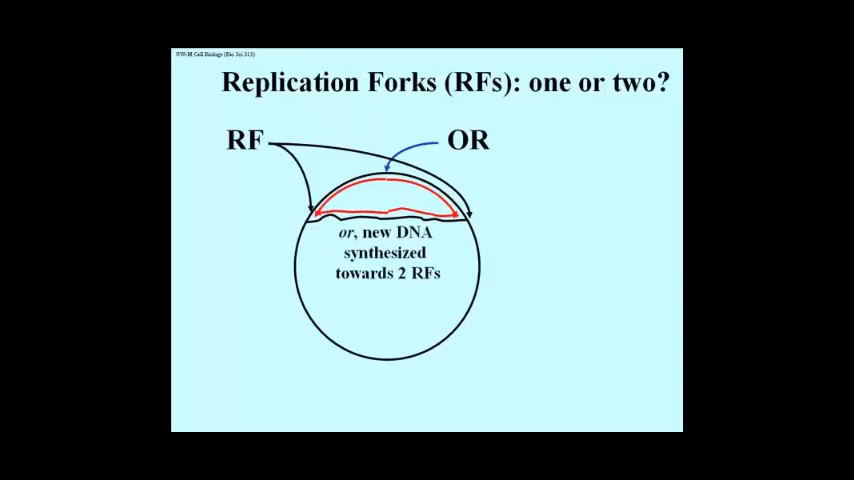 UW-M Cell Biology (Bio Sci 315)
Replication Forks (RFs): one or two?
RF
OR
or, new DNA
synthesized
towards 2 RFs